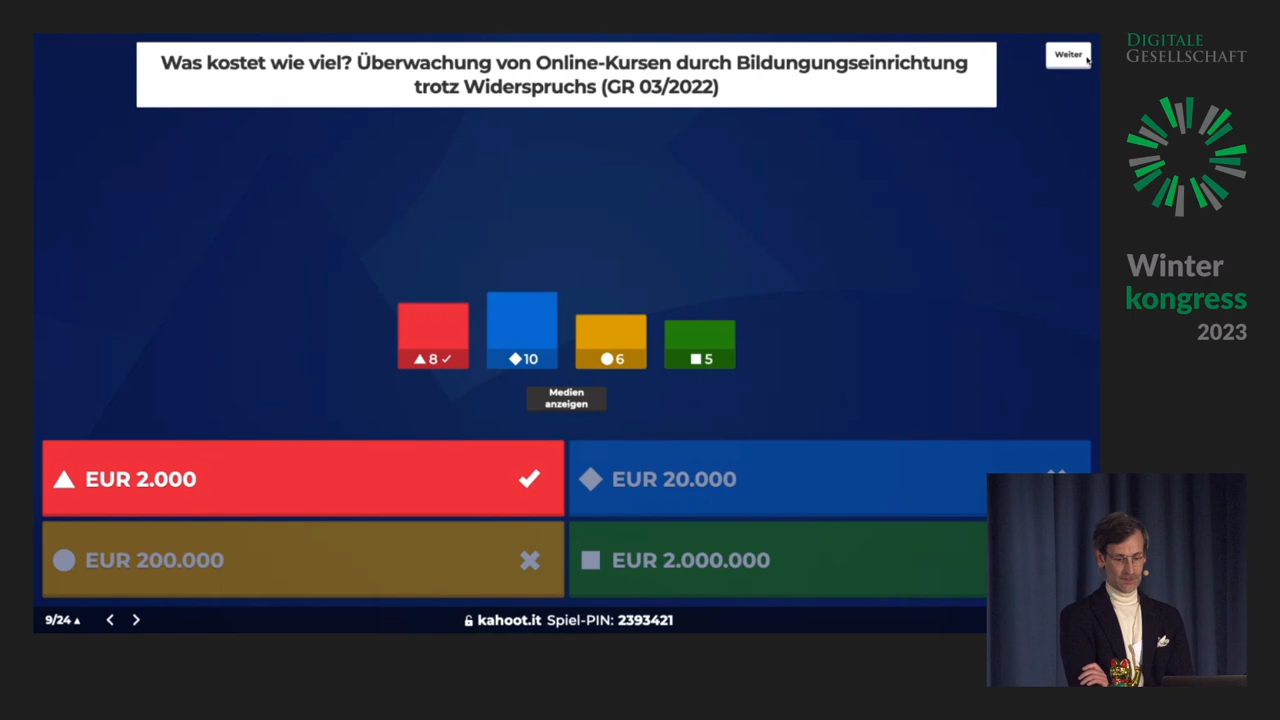 Was kostet wie viel? Überwachung von Online-Kursen durch Bildungungseinrichtung
trotz Widerspruchs (GR 03/2022)
Weiter
DIGITALE
GESELLSCHAFT
Winter
kongress
2023
8
10
6
5
Medien
anzeigen
EUR 2.000
EUR 20.000
EUR 200.000
EUR 2.000.000
9/24
kahoot.it Spiel-PIN: 2393421